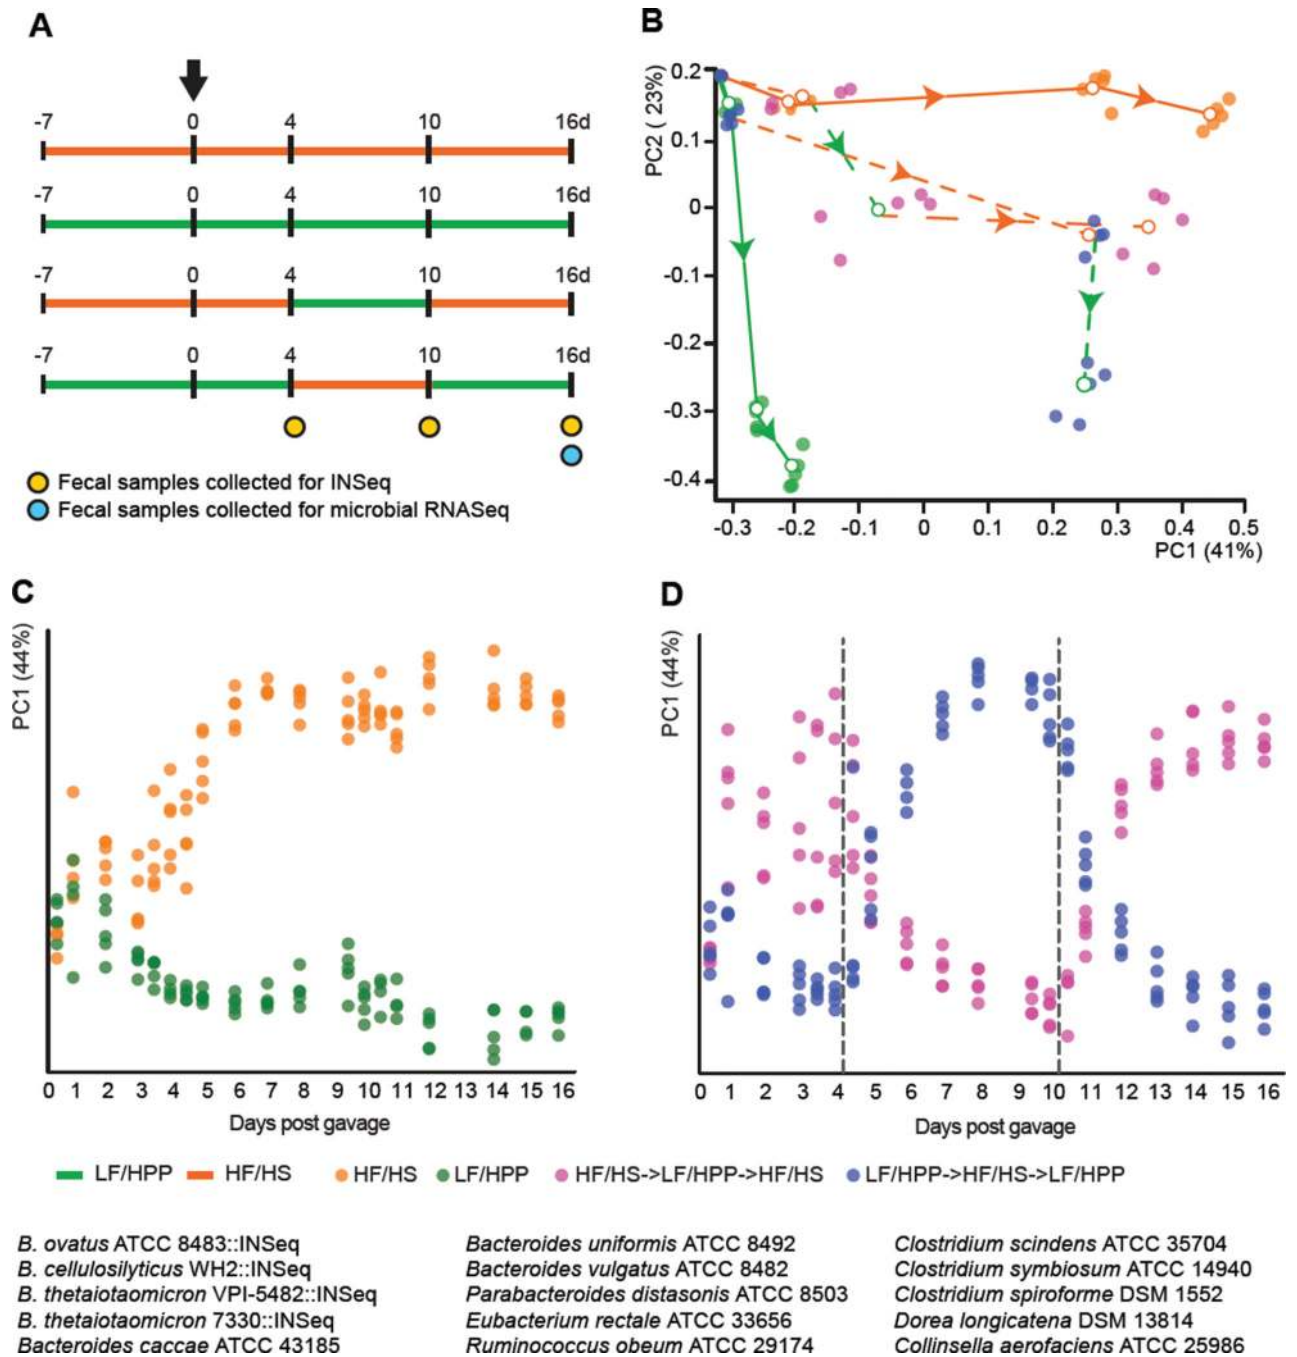 A
-7 0 4 10 16d
-7 0 4 10 16d
-7 0 4 10 16d
-7 0 4 10 16d
Fecal samples collected for INSeq
Fecal samples collected for microbial RNASeq
B
PC2 ( 23%)
0.2
0.1
0
-0.1
-0.2
-0.3
-0.4
-0.3 -0.2 -0.1 0 0.1 0.2 0.3 0.4 0.5
PC1 (41%)
C
PC1 (44%)
0 1 2 3 4 5 6 7 8 9 10 11 12 13 14 15 16
Days post gavage
D
PC1 (44%)
0 1 2 3 4 5 6 7 8 9 10 11 12 13 14 15 16
Days post gavage
LF/HPP HF/HS HF/HS LF/HPP HF/HS->LF/HPP->HF/HS LF/HPP->HF/HS->LF/HPP
B. ovatus ATCC 8483::INSeq
B. cellulosilyticus WH2::INSeq
B. thetaiotaomicron VPI-5482::INSeq
B. thetaiotaomicron 7330::INSeq
Bacteroides caccae ATCC 43185
Bacteroides uniformis ATCC 8492
Bacteroides vulgatus ATCC 8482
Parabacteroides distasonis ATCC 8503
Eubacterium rectale ATCC 33656
Ruminococcus obeum ATCC 29174
Clostridium scindens ATCC 35704
Clostridium symbiosum ATCC 14940
Clostridium spiroforme DSM 1552
Dorea longicatena DSM 13814
Collinsella aerofaciens ATCC 25986